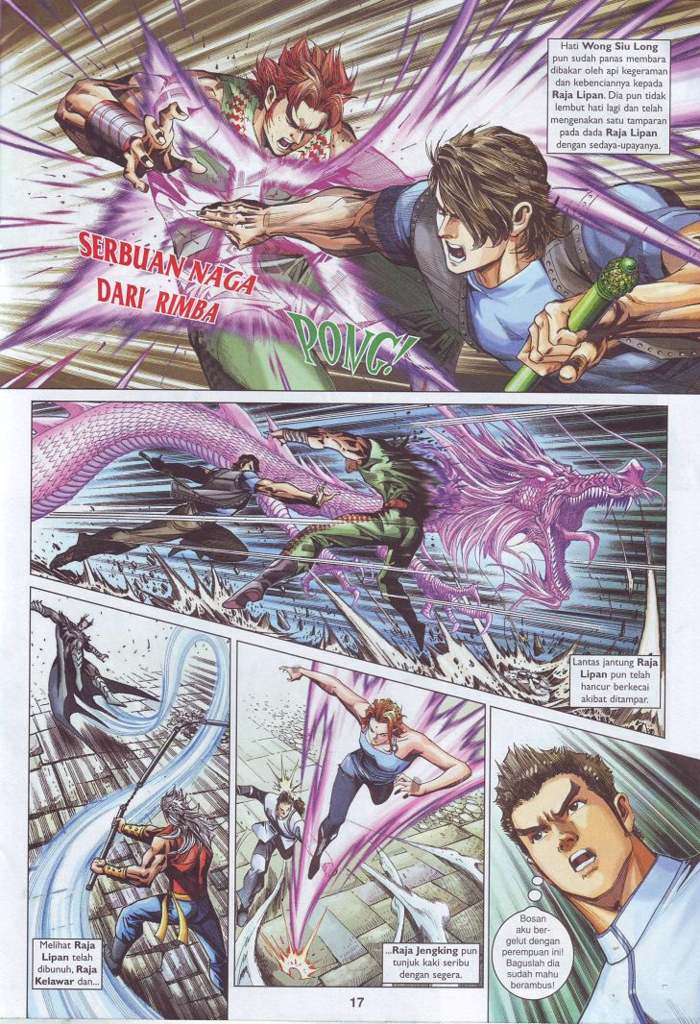 Hati Wong Siu Long
pun sudah panas membara
dibakar oleh api kegeraman
dan kebenciannya kepada
Raja Lipan. Dia pun tidak
lembut hati lagi dan telah
mengenakan satu tamparan
pada dada Raja Lipan
dengan sedaya-upayanya.
SERBUAN NAGA
DARI RIMBA
PONG!
Lantas jantung Raja
Lipan pun telah
hancur berkecai
akibat ditampar.
Melihat Raja
Lipan telah
dibunuh, Raja
Kelawar dan...
...Raja Jengking pun
tunjuk kaki seribu
dengan segera.
Bosan
aku ber-
gelut dengan
perempuan ini!
Baguslah dia
sudah mahu
berambus!
17